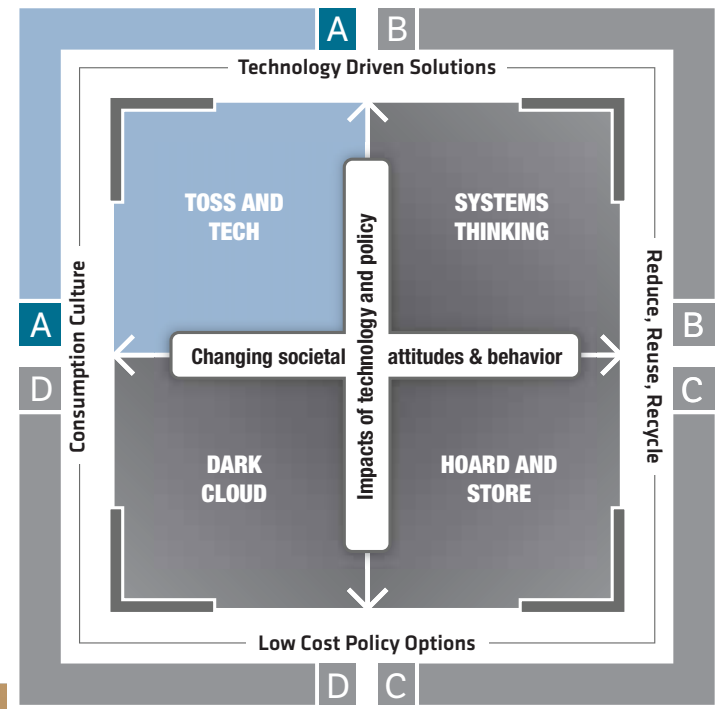 A B
Technology Driven Solutions
TOSS AND
TECH
SYSTEMS
THINKING
Impacts of technology and policy
Consumption Culture
Reduce, Reuse, Recycle
A
B
Changing societal attitudes & behavior
D
C
DARK
CLOUD
HOARD AND
STORE
Low Cost Policy Options
D C